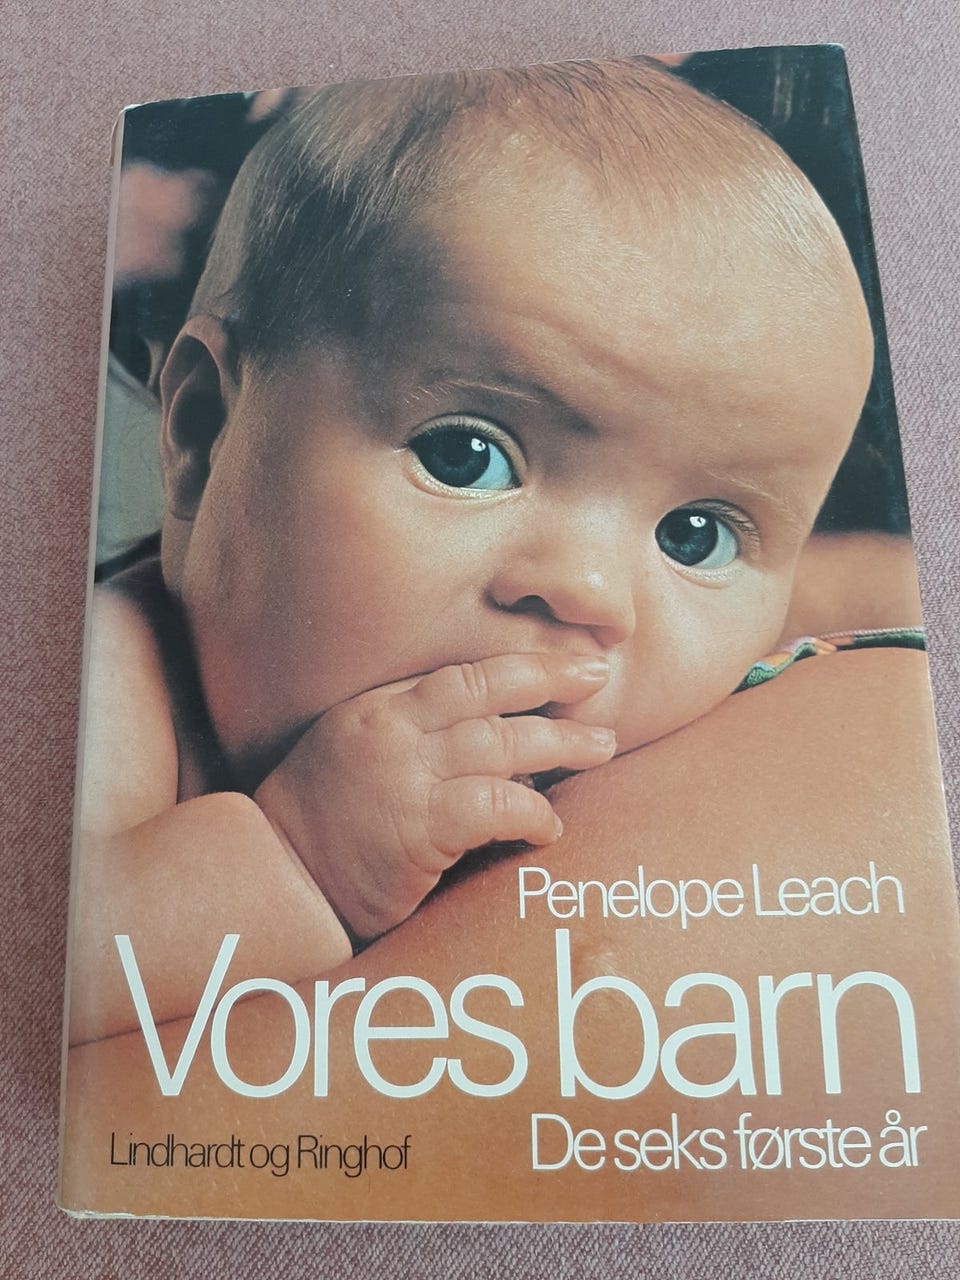 Penelope Leach
Vores barn
De seks første år
Lindhardt og Ringhof